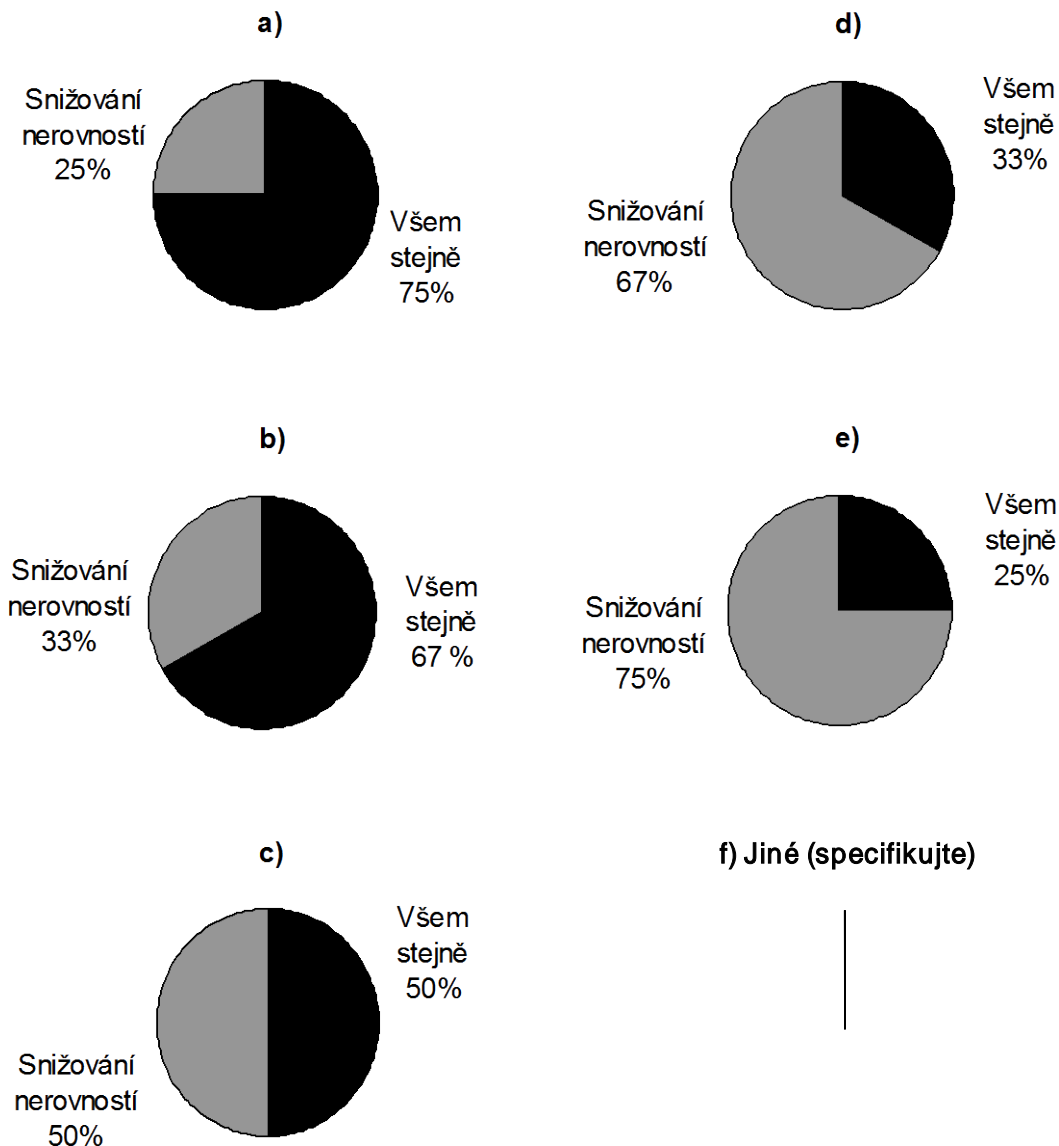 a)
Snižování
nerovností
25%
Všem
stejně
75%
b)
Snižování
nerovností
33%
Všem
stejně
67 %
c)
Všem
stejně
50%
Snižování
nerovností
50%
d)
Všem
stejně
33%
Snižování
nerovností
67%
e)
Všem
stejně
25%
Snižování
nerovností
75%
f) Jiné (specifikujte)